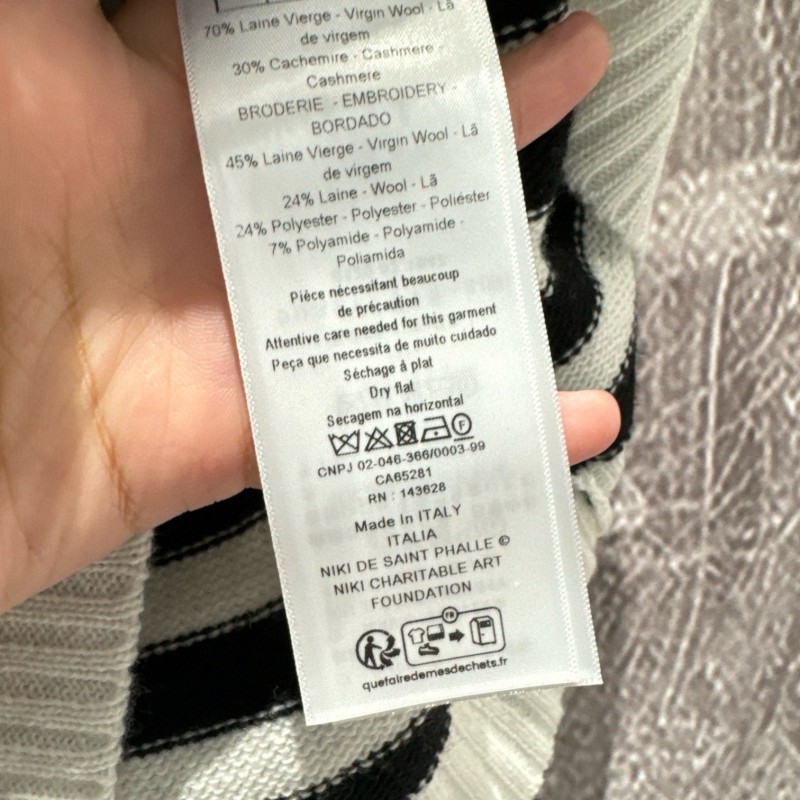 70% Laine Vierge - Virgin Wool - Lã
de virgem
30% Cachemire - Cashmere -
Cashmere
BRODERIE - EMBROIDERY -
BORDADO
45% Laine Vierge - Virgin Wool - Lã
de virgem
24% Laine - Wool - Lã
24% Polyester - Polyester - Poliéster
7% Polyamide - Polyamide -
Poliamida
Pièce nécessitant beaucoup
de précaution
Attentive care needed for this garment
Peça que necessita de muito cuidado
Séchage à plat
Dry flat
Secagem na horizontal
F
CNPJ 02-046-366/0003-99
CA65281
RN : 143628
Made In ITALY
ITALIA
NIKI DE SAINT PHALLE ©
NIKI CHARITABLE ART
FOUNDATION
FR
quefairedemesdechets.fr